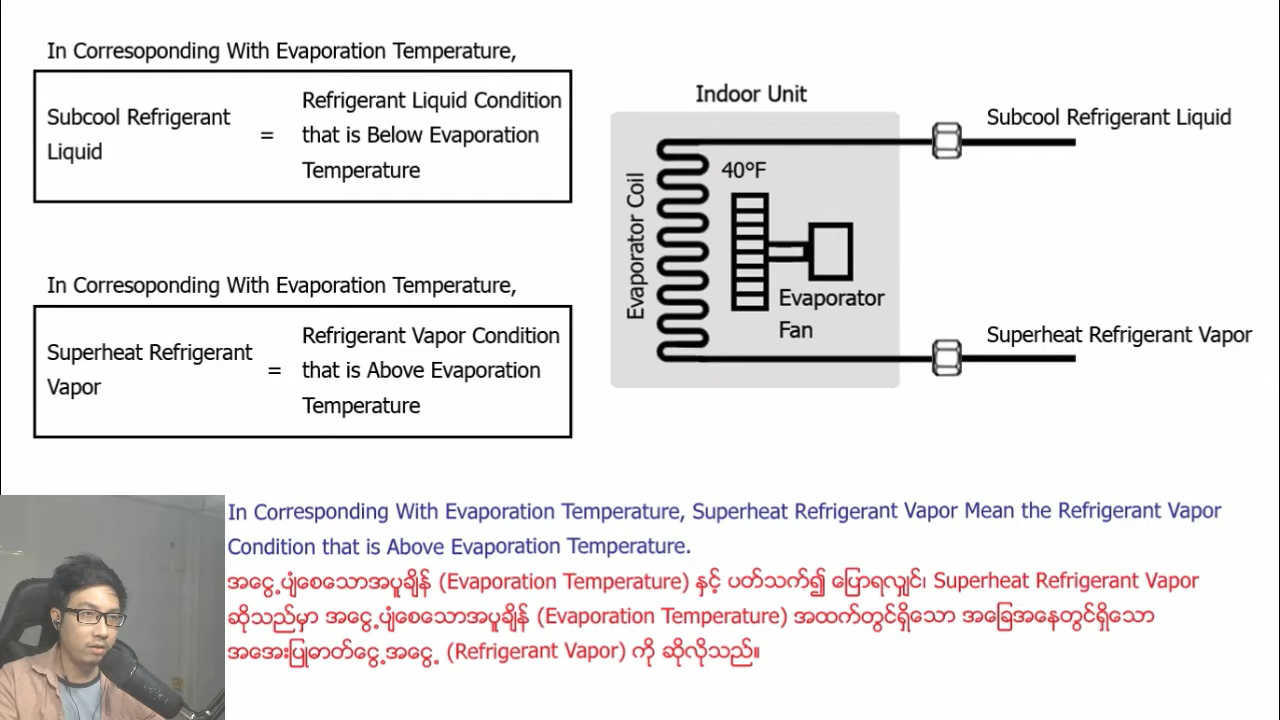 In Corresoponding With Evaporation Temperature,
Subcool Refrigerant
Liquid
=
Refrigerant Liquid Condition
that is Below Evaporation
Temperature
In Corresoponding With Evaporation Temperature,
Superheat Refrigerant
Vapor
=
Refrigerant Vapor Condition
that is Above Evaporation
Temperature
Indoor Unit
Subcool Refrigerant Liquid
40°F
Evaporator Coil
Evaporator
Fan
Superheat Refrigerant Vapor
In Corresponding With Evaporation Temperature, Superheat Refrigerant Vapor Mean the Refrigerant Vapor
Condition that is Above Evaporation Temperature.
အငွေ့ပျံစေသောအပူချိန် (Evaporation Temperature) နှင့် ပတ်သက်၍ ပြောရလျှင်၊ Superheat Refrigerant Vapor
ဆိုသည်မှာ အငွေ့ပျံစေသောအပူချိန် (Evaporation Temperature) အထက်တွင်ရှိသော အခြေအနေတွင်ရှိသော
အအေးပြုဓာတ်ငွေ့အငွေ့ (Refrigerant Vapor) ကို ဆိုလိုသည်။